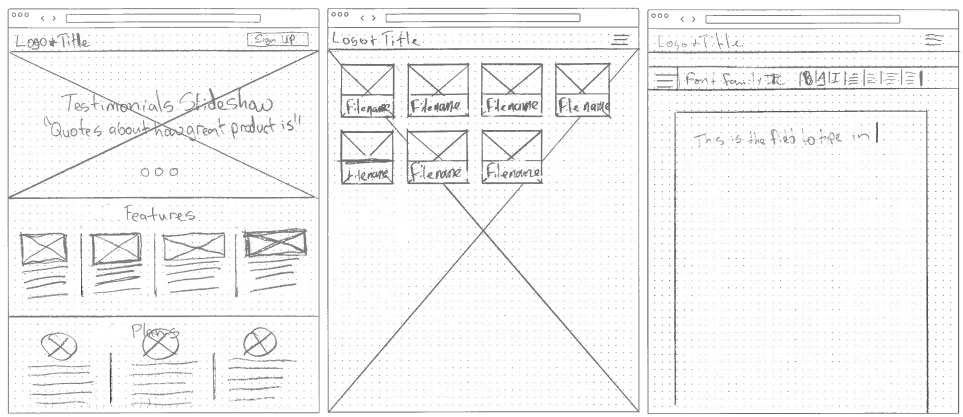 Logo + Title
Sign UP
Testimonials Slideshow
"Quotes about how great product is"
Features
Plans
Logo + Title
Filename Filename Filename File name
Filename Filename Filename
Logo + Title
Font family B A I
This is the field to type in